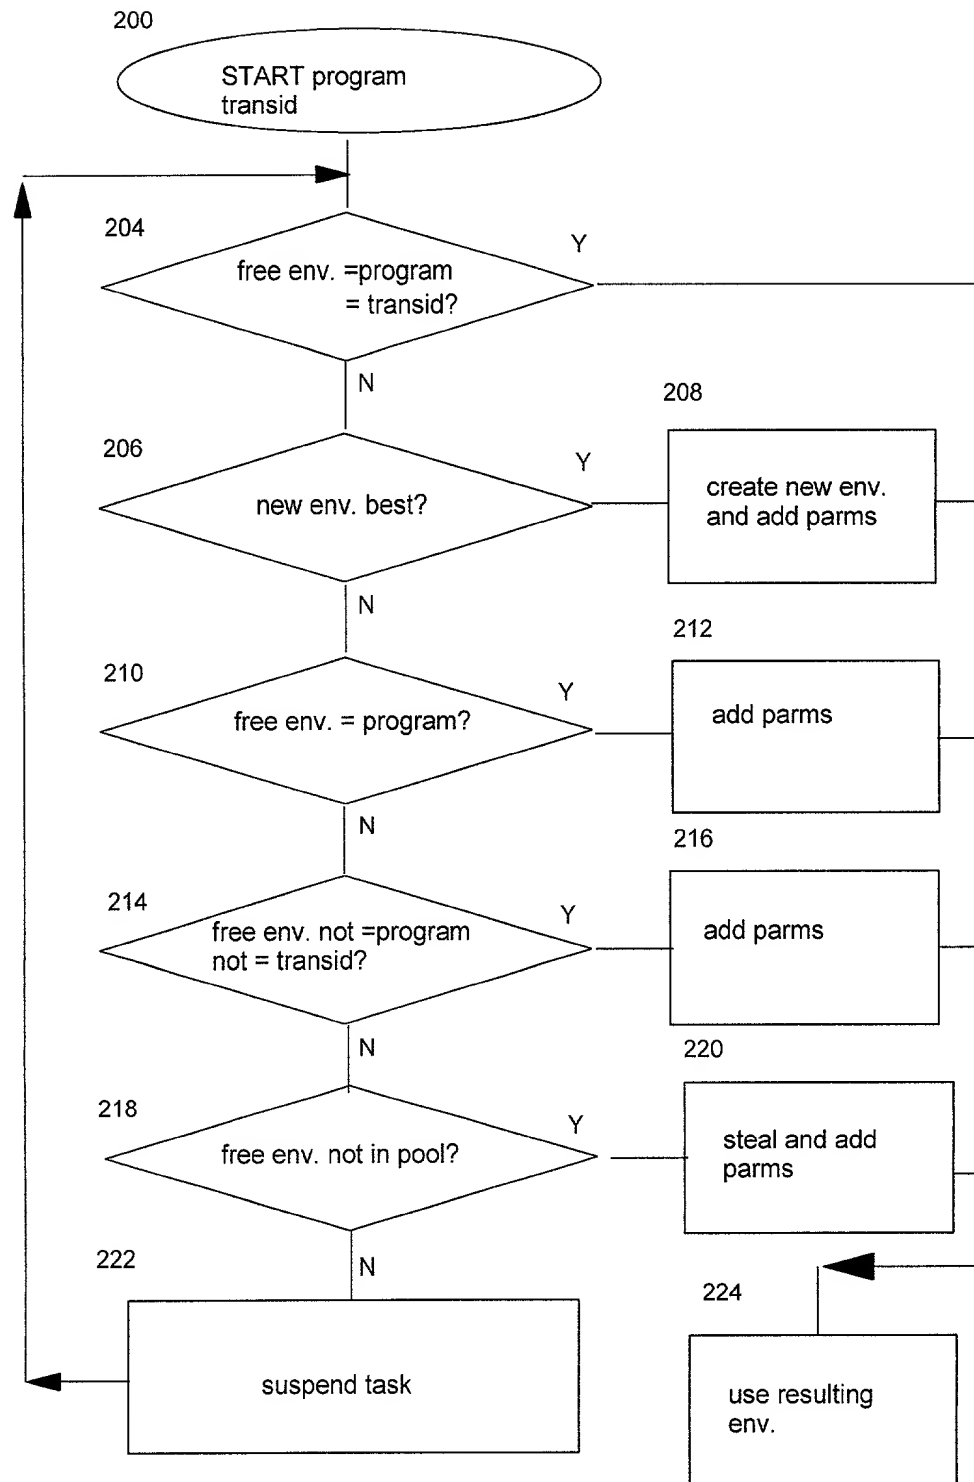 200
START program
transid
204
free env. =program
= transid?
Y
N
206
new env. best?
Y
208
create new env.
and add parms
N
210
free env. = program?
Y
212
add parms
N
214
free env. not =program
not = transid?
Y
216
add parms
N
218
free env. not in pool?
Y
220
steal and add
parms
N
222
suspend task
224
use resulting
env.